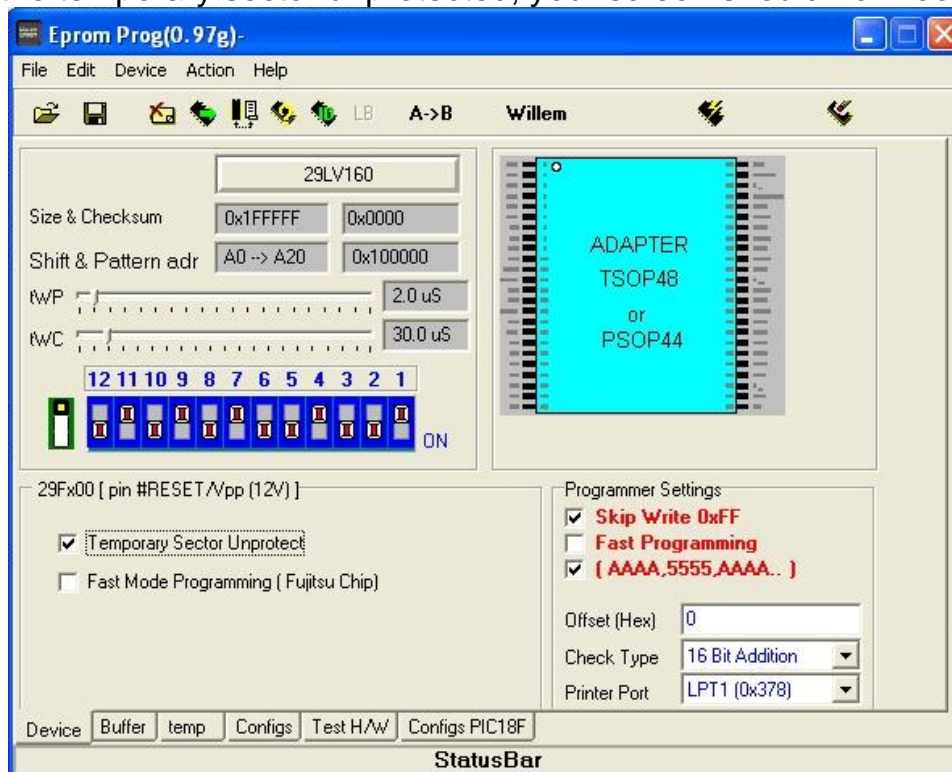 Eprom Prog(0.97g)-
File Edit Device Action Help
LB A->B Willem
29LV160
Size & Checksum 0x1FFFFF 0x0000
Shift & Pattern adr A0 --> A20 0x100000
tWP 2.0 uS
tWC 30.0 uS
12 11 10 9 8 7 6 5 4 3 2 1
ON
ADAPTER
TSOP48
or
PSOP44
29Fx00 [ pin #RESET/Vpp (12V) ]
Temporary Sector Unprotect
Fast Mode Programming ( Fujitsu Chip)
Programmer Settings
Skip Write 0xFF
Fast Programming
( AAAA,5555,AAAA.. )
Offset (Hex) 0
Check Type 16 Bit Addition
Printer Port LPT1 (0x378)
Device Buffer temp Configs Test H/W Configs PIC18F
StatusBar